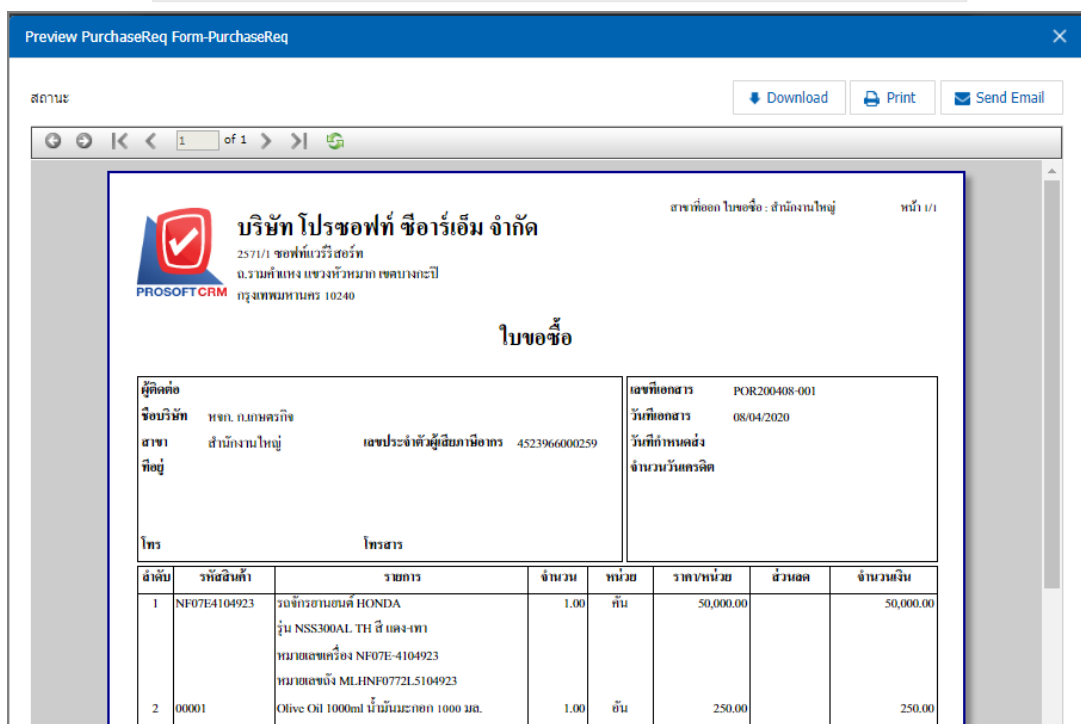 Preview PurchaseReq Form-PurchaseReq
สถานะ
Download Print Send Email
1 of 1
สาขาที่ออก ใบขอซื้อ : สำนักงานใหญ่ หน้า 1/1
บริษัท โปรซอฟท์ ซีอาร์เอ็ม จำกัด
2571/1 ซอฟท์แวร์รีสอร์ท
ถ.รามคำแหง แขวงหัวหมาก เขตบางกะปิ
PROSOFTCRM กรุงเทพมหานคร 10240
ใบขอซื้อ
ผู้ติดต่อ เลขที่เอกสาร POR200408-001
ชื่อบริษัท หจก. ก.เกษตรกิจ วันที่เอกสาร 08/04/2020
สาขา สำนักงานใหญ่ เลขประจำตัวผู้เสียภาษีอากร 4523966000259 วันที่กำหนดส่ง
ที่อยู่ จำนวนวันเครดิต
โทร โทรสาร
ลำดับ รหัสสินค้า รายการ จำนวน หน่วย ราคา/หน่วย ส่วนลด จำนวนเงิน
1 NF07E4104923 รถจักรยานยนต์ HONDA 1.00 คัน 50,000.00 50,000.00
รุ่น NSS300AL TH สี แดง-เทา
หมายเลขเครื่อง NF07E-4104923
หมายเลขถัง MLHNF0772L5104923
2 00001 Olive Oil 1000ml น้ำมันมะกอก 1000 มล. 1.00 อัน 250.00 250.00